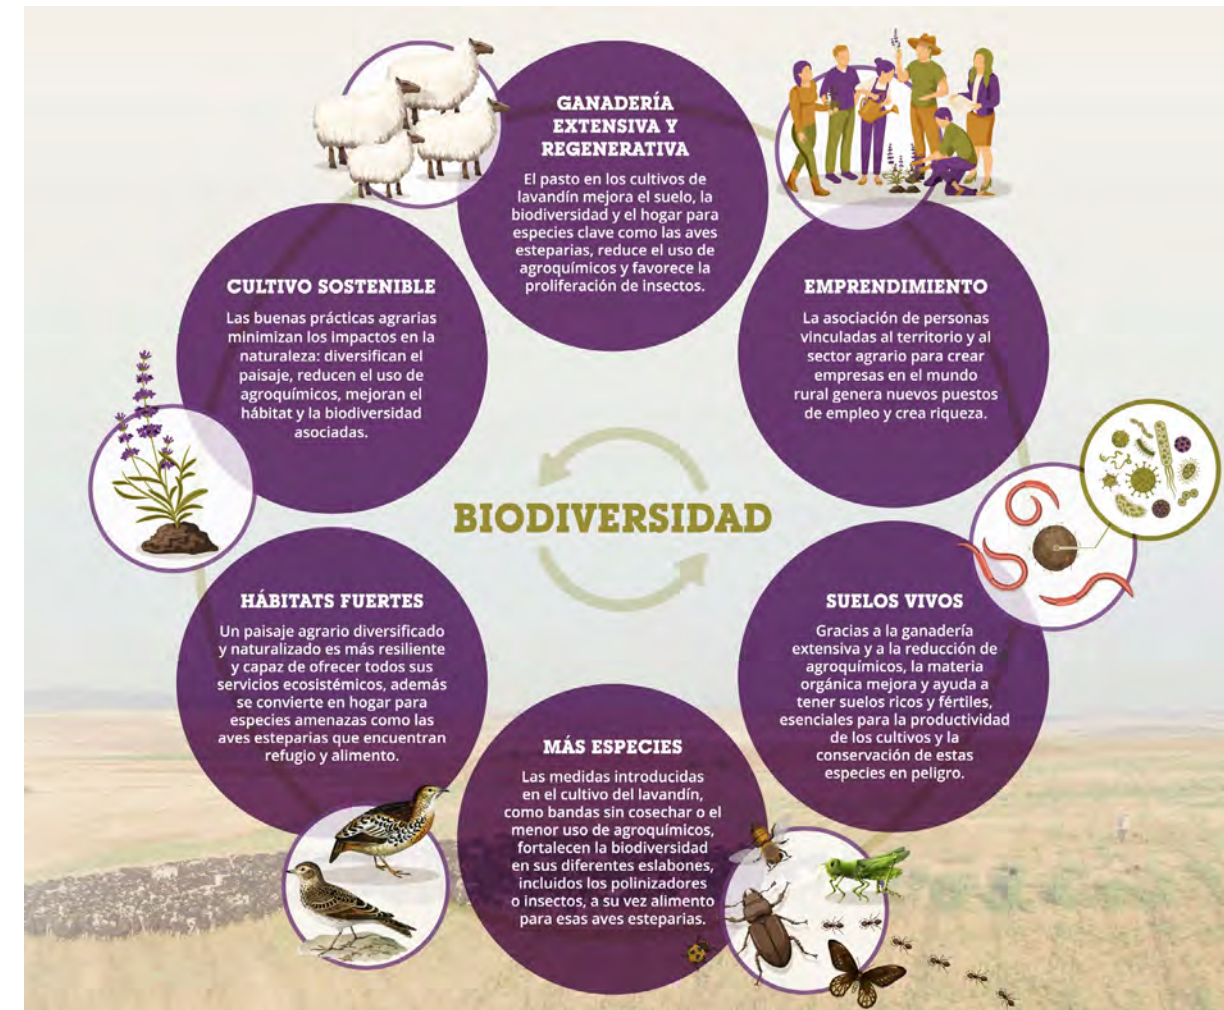 GANADERÍA
EXTENSIVA Y
REGENERATIVA
El pasto en los cultivos de
lavandín mejora el suelo, la
biodiversidad y el hogar para
especies clave como las aves
esteparias, reduce el uso de
agroquímicos y favorece la
proliferación de insectos.
EMPRENDIMIENTO
La asociación de personas
vinculadas al territorio y al
sector agrario para crear
empresas en el mundo
rural genera nuevos puestos
de empleo y crea riqueza.
SUELOS VIVOS
Gracias a la ganadería
extensiva y a la reducción de
agroquímicos, la materia
orgánica mejora y ayuda a
tener suelos ricos y fértiles,
esenciales para la productividad
de los cultivos y la
conservación de estas
especies en peligro.
MÁS ESPECIES
Las medidas introducidas
en el cultivo del lavandín,
como bandas sin cosechar o el
menor uso de agroquímicos,
fortalecen la biodiversidad
en sus diferentes eslabones,
incluidos los polinizadores
o insectos, a su vez alimento
para esas aves esteparias.
HÁBITATS FUERTES
Un paisaje agrario diversificado
y naturalizado es más resiliente
y capaz de ofrecer todos sus
servicios ecosistémicos, además
se convierte en hogar para
especies amenazas como las
aves esteparias que encuentran
refugio y alimento.
CULTIVO SOSTENIBLE
Las buenas prácticas agrarias
minimizan los impactos en la
naturaleza: diversifican el
paisaje, reducen el uso de
agroquímicos, mejoran el
hábitat y la biodiversidad
asociadas.
BIODIVERSIDAD